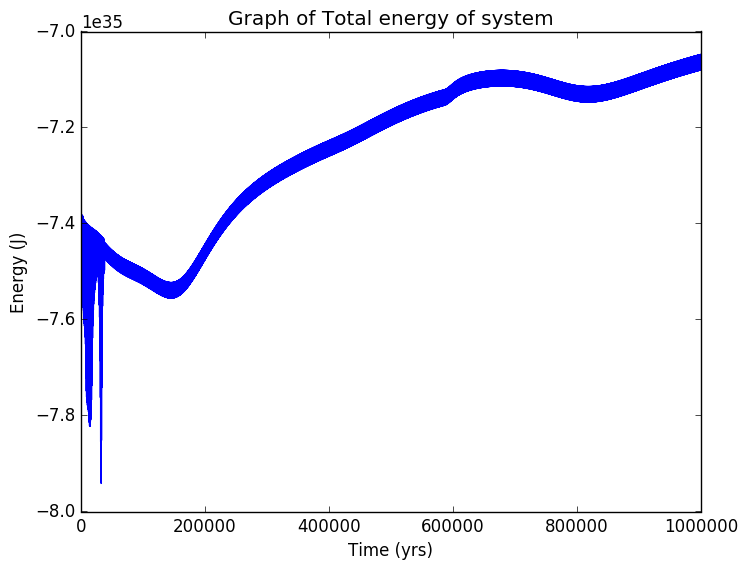 Graph of Total energy of system
1e35
−7.0
−7.2
−7.4
−7.6
−7.8
−8.0
Energy (J)
0 200000 400000 600000 800000 1000000
Time (yrs)